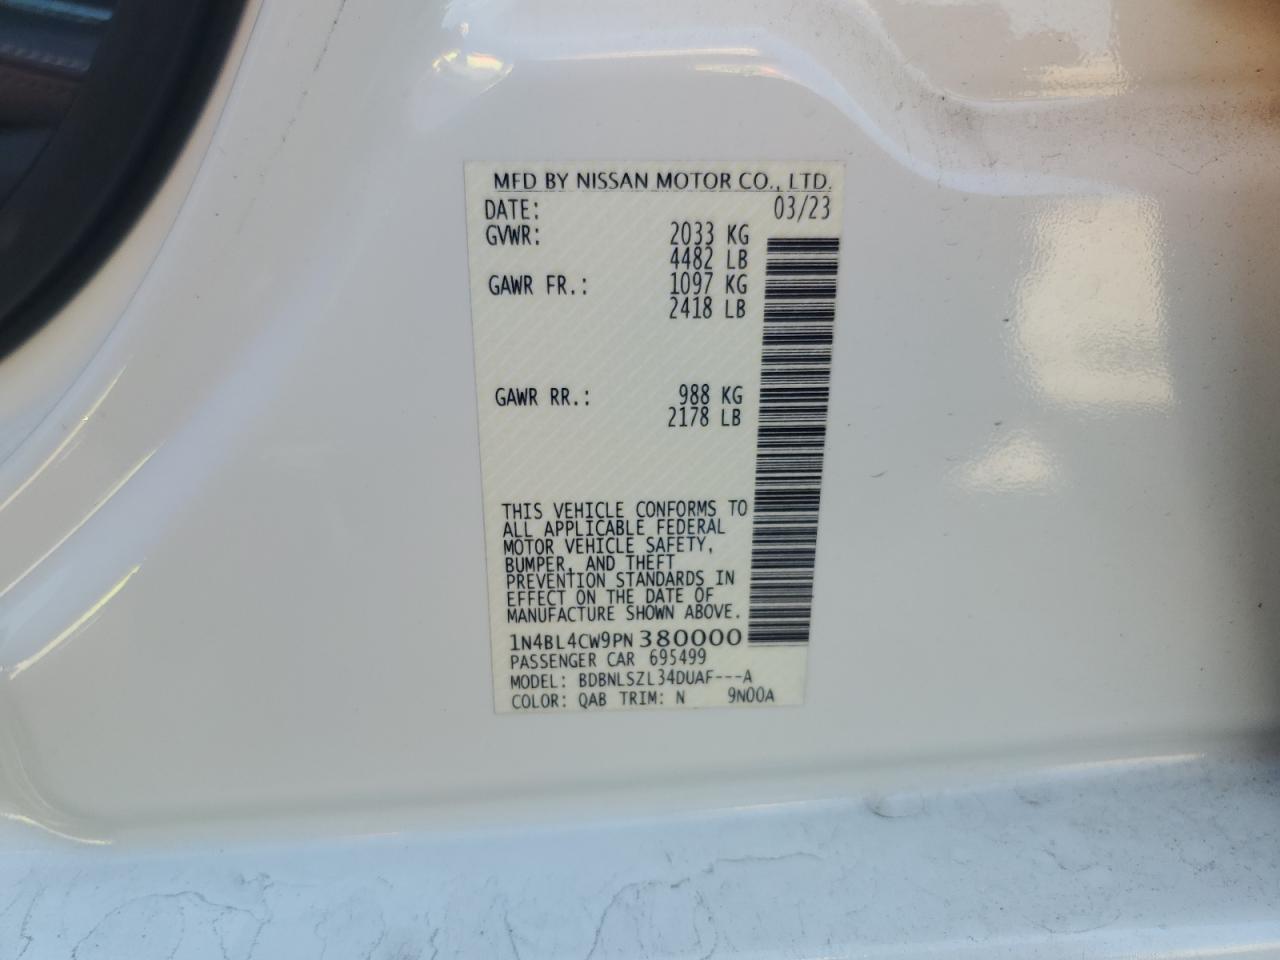 MFD BY NISSAN MOTOR CO., LTD.
DATE: 03/23
GVWR: 2033 KG
4482 LB
GAWR FR.: 1097 KG
2418 LB
GAWR RR.: 988 KG
2178 LB
THIS VEHICLE CONFORMS TO
ALL APPLICABLE FEDERAL
MOTOR VEHICLE SAFETY,
BUMPER, AND THEFT
PREVENTION STANDARDS IN
EFFECT ON THE DATE OF
MANUFACTURE SHOWN ABOVE.
1N4BL4CW9PN380000
PASSENGER CAR 695499
MODEL: BDBNLSZL34DUAF---A
COLOR: QAB TRIM: N 9N00A